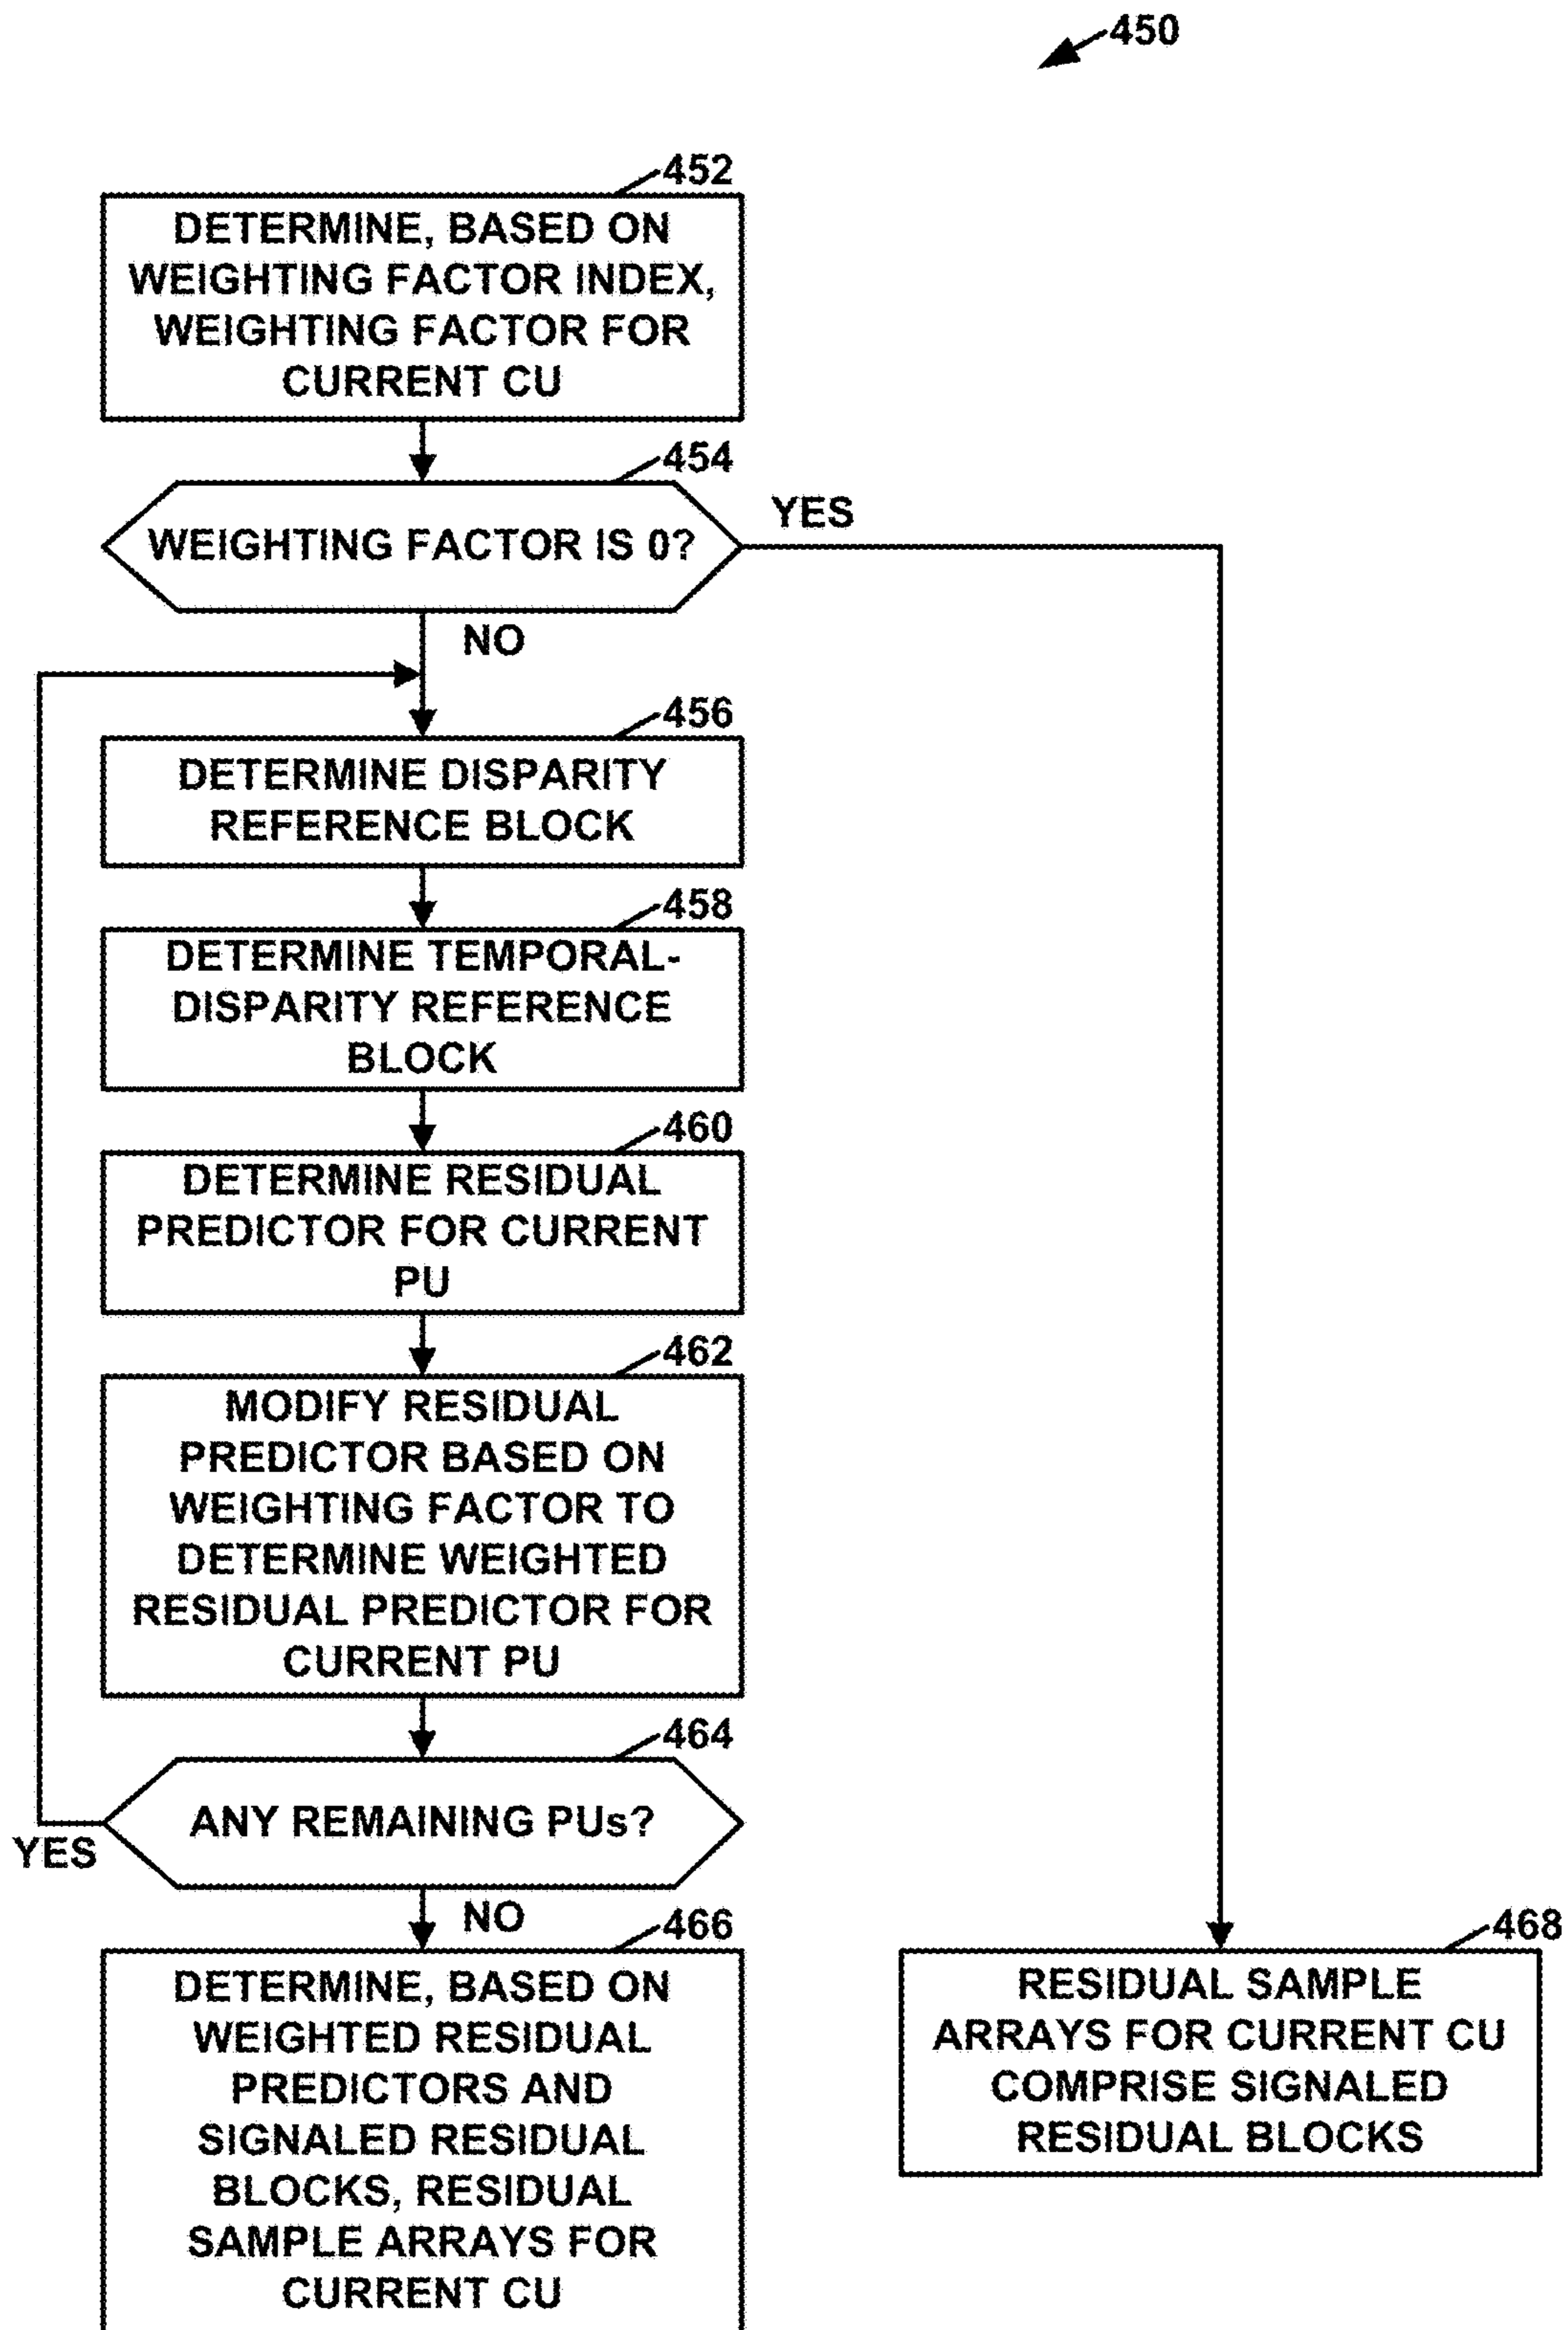 450
452
DETERMINE, BASED ON
WEIGHTING FACTOR INDEX,
WEIGHTING FACTOR FOR
CURRENT CU
454
WEIGHTING FACTOR IS 0?
YES
NO
456
DETERMINE DISPARITY
REFERENCE BLOCK
458
DETERMINE TEMPORAL-
DISPARITY REFERENCE
BLOCK
460
DETERMINE RESIDUAL
PREDICTOR FOR CURRENT
PU
462
MODIFY RESIDUAL
PREDICTOR BASED ON
WEIGHTING FACTOR TO
DETERMINE WEIGHTED
RESIDUAL PREDICTOR FOR
CURRENT PU
464
ANY REMAINING PUs?
YES
NO
466
DETERMINE, BASED ON
WEIGHTED RESIDUAL
PREDICTORS AND
SIGNALED RESIDUAL
BLOCKS, RESIDUAL
SAMPLE ARRAYS FOR
CURRENT CU
468
RESIDUAL SAMPLE
ARRAYS FOR CURRENT CU
COMPRISE SIGNALED
RESIDUAL BLOCKS